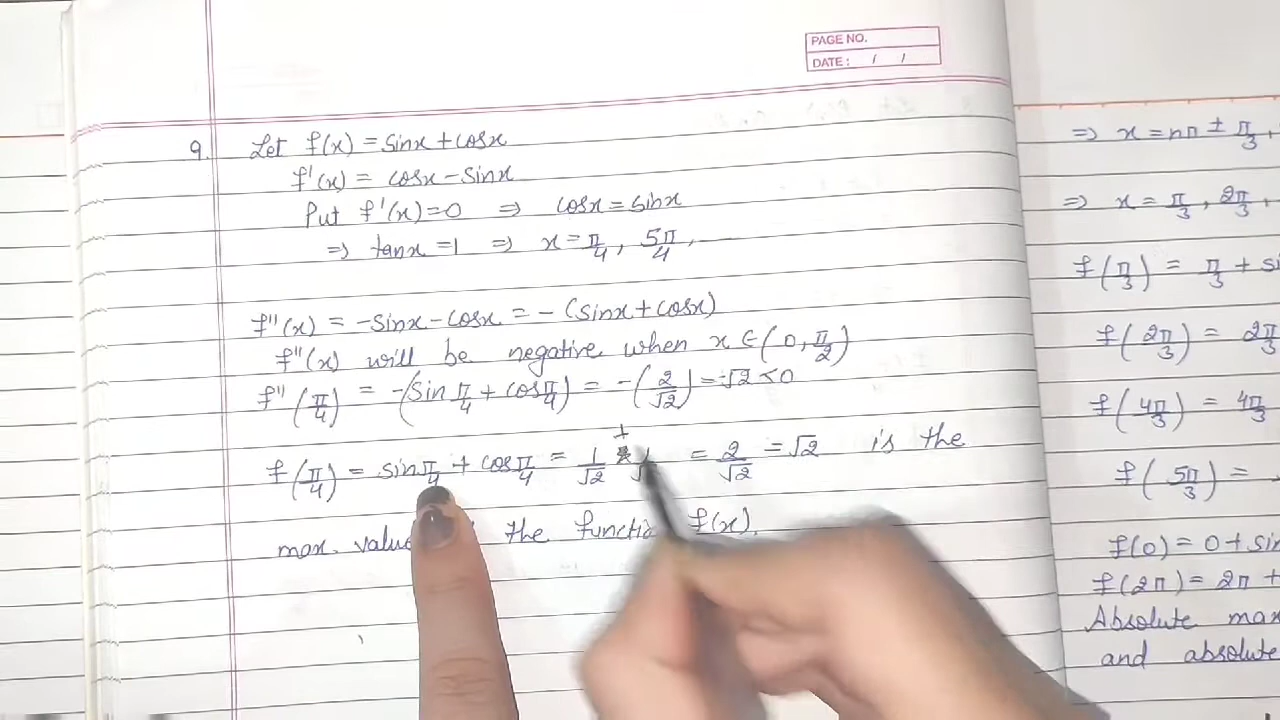 PAGE NO.
DATE: / /
9. Let f(x) = sinx + cosx
f'(x) = cosx - sinx
Put f'(x) = 0 ⇒ cosx = sinx
⇒ tanx = 1 ⇒ x = π/4, 5π/4,
f''(x) = -sinx - cosx = -(sinx + cosx)
f''(x) will be negative when x ∈ (0, π/2)
f''(π/4) = -(sin π/4 + cos π/4) = -(2/√2) = -√2 < 0
f(π/4) = sin π/4 + cos π/4 = 1/√2 + 1/√ = 2/√2 = √2 is the
max. value the functio f(x).
⇒ x = nπ ± π/3,
⇒ x = π/3, 2π/3,
f(π/3) = π/3 + si
f(2π/3) = 2π/3
f(4π/3) = 4π/3
f(5π/3) =
f(0) = 0 + sin
f(2π) = 2π +
Absolute max
and absolute